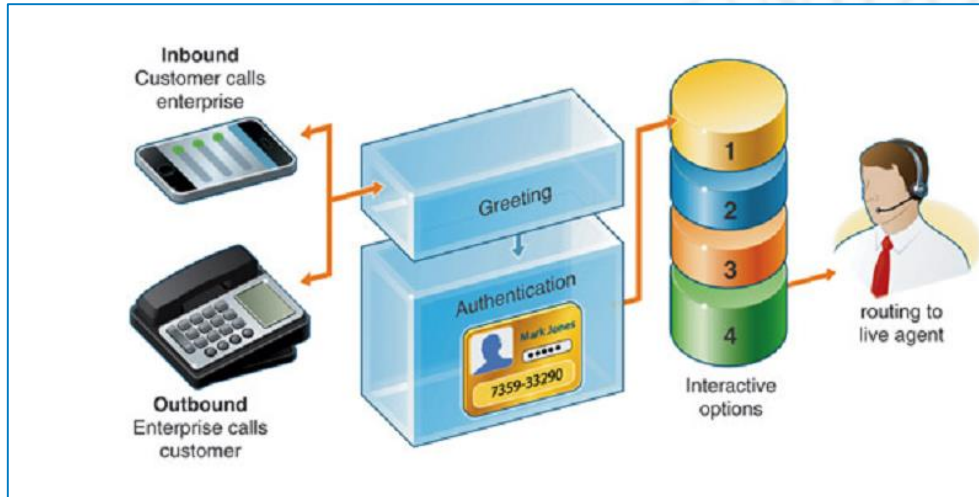 Inbound
Customer calls
enterprise
Outbound
Enterprise calls
customer
Greeting
Authentication
Mark Jones
7359-33290
1
2
3
4
Interactive
options
routing to
live agent